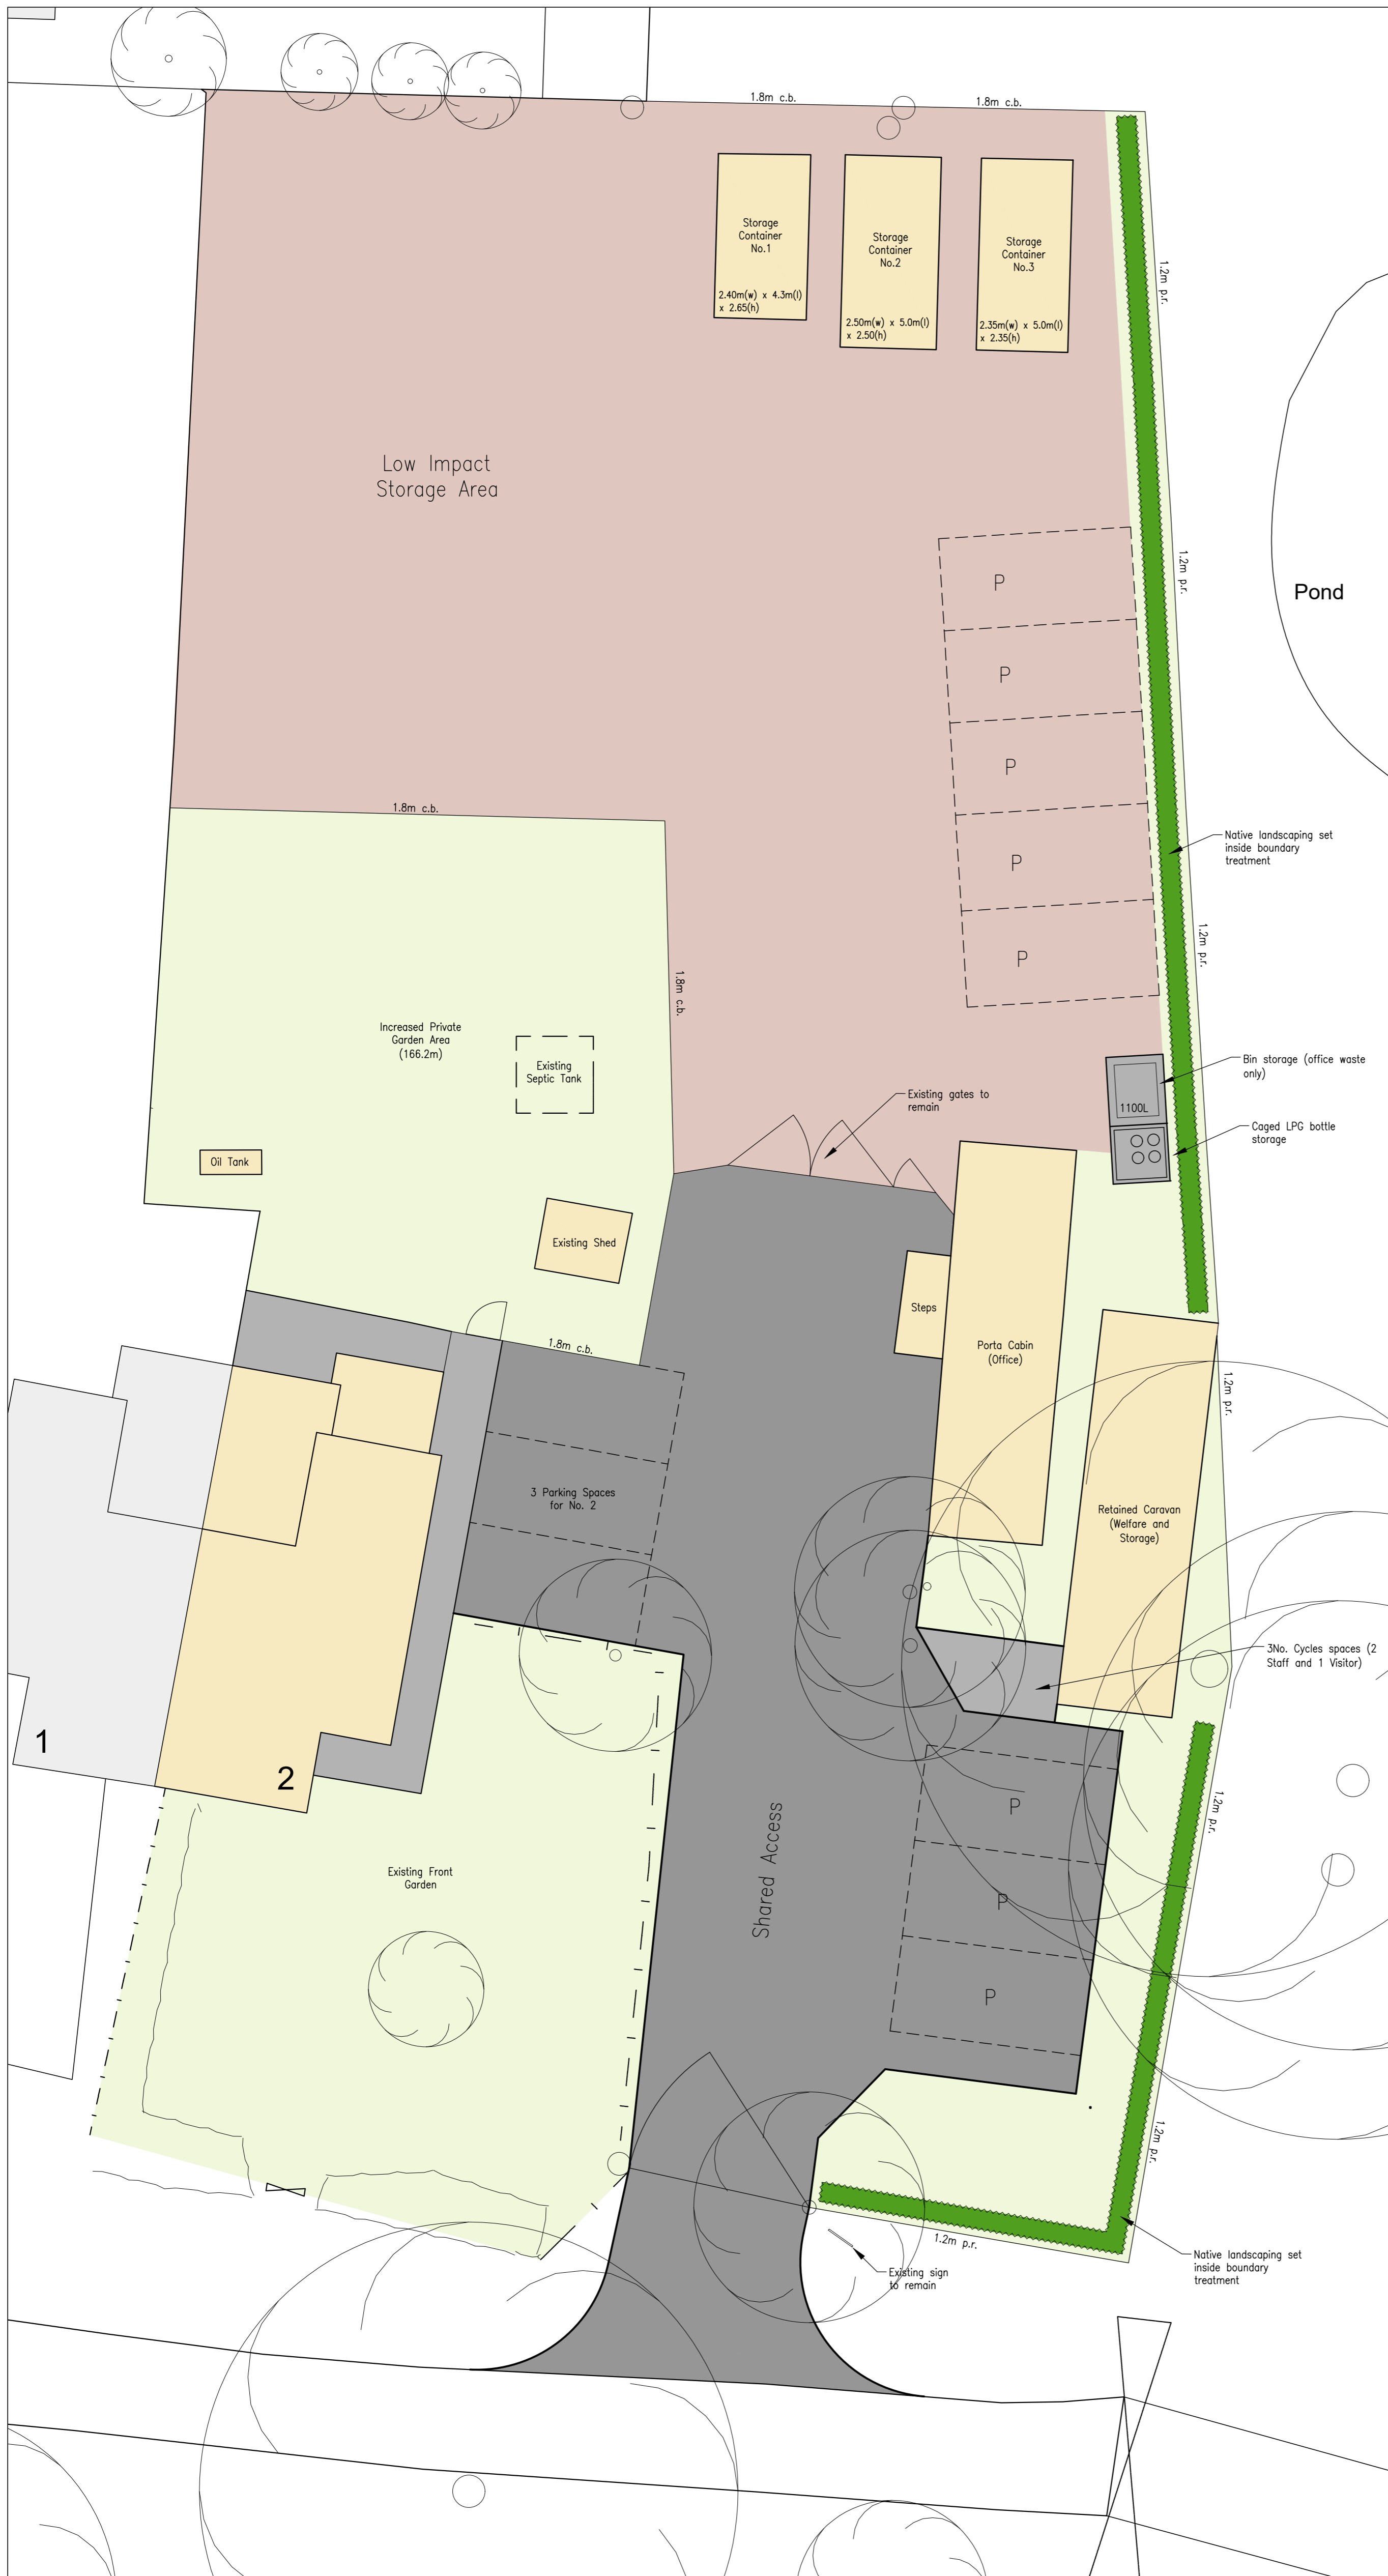 1.8m c.b.
1.8m c.b.
Storage
Container
No.1
2.40m(w) x 4.3m(l)
x 2.65(h)
Storage
Container
No.2
2.50m(w) x 5.0m(l)
x 2.50(h)
Storage
Container
No.3
2.35m(w) x 5.0m(l)
x 2.35(h)
1.2m p.r.
Low Impact
Storage Area
1.2m p.r.
Pond
P
P
P
P
P
1.8m c.b.
Native landscaping set
inside boundary
treatment
1.2m p.r.
1.8m c.b.
Increased Private
Garden Area
(166.2m)
Existing
Septic Tank
Existing gates to
remain
Bin storage (office waste
only)
1100L
Caged LPG bottle
storage
Oil Tank
Existing Shed
Steps
Porta Cabin
(Office)
1.8m c.b.
1.2m p.r.
3 Parking Spaces
for No. 2
Retained Caravan
(Welfare and
Storage)
3No. Cycles spaces (2
Staff and 1 Visitor)
1
2
P
P
P
1.2m p.r.
Shared Access
Existing Front
Garden
1.2m p.r.
1.2m p.r.
Existing sign
to remain
Native landscaping set
inside boundary
treatment